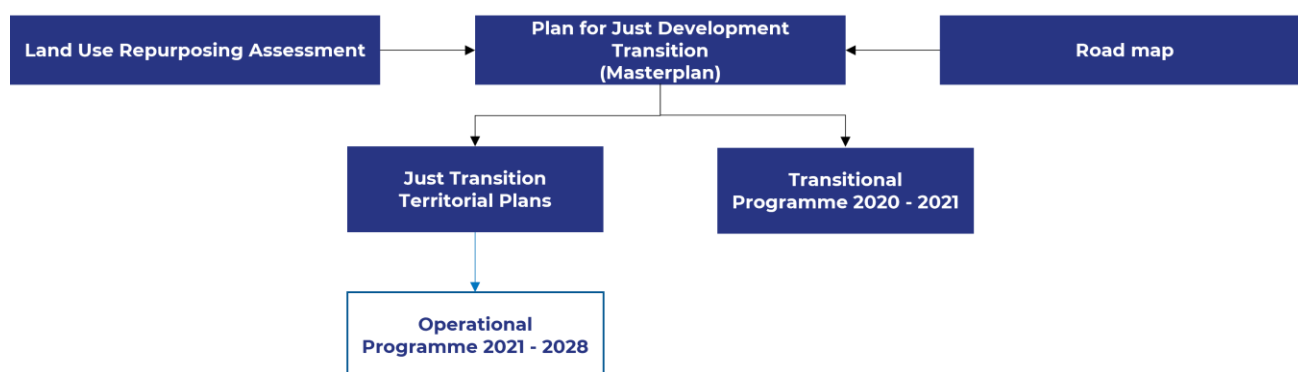 Land Use Repurposing Assessment
Plan for Just Development
Transition
(Masterplan)
Road map
Just Transition
Territorial Plans
Transitional
Programme 2020 - 2021
Operational
Programme 2021 - 2028